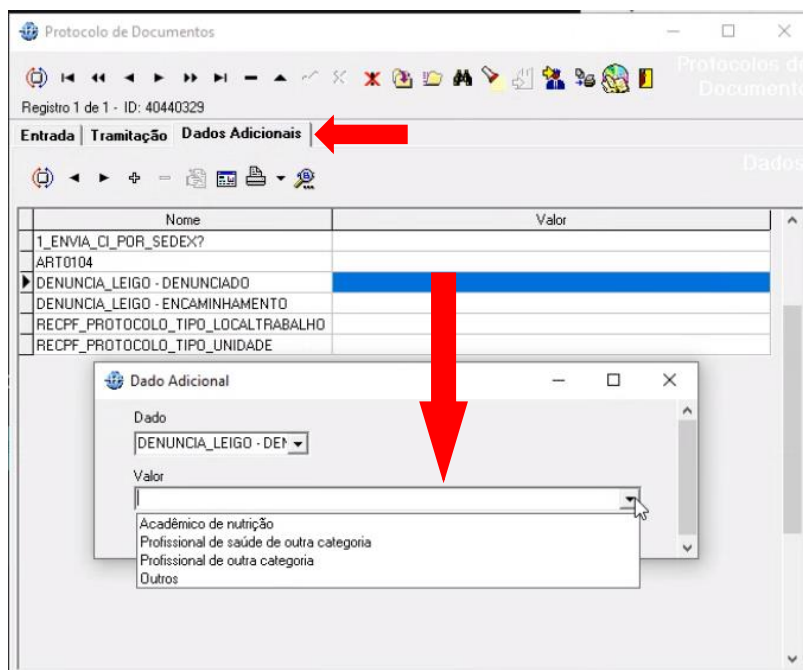 Protocolo de Documentos
Protocolos de
Documento
Registro 1 de 1 - ID: 40440329
Entrada Tramitação Dados Adicionais
Dados
Nome Valor
1_ENVIA_CI_POR_SEDEX?
ART0104
DENUNCIA_LEIGO - DENUNCIADO
DENUNCIA_LEIGO - ENCAMINHAMENTO
RECPF_PROTOCOLO_TIPO_LOCALTRABALHO
RECPF_PROTOCOLO_TIPO_UNIDADE
Dado Adicional
Dado
DENUNCIA_LEIGO - DEN
Valor
Acadêmico de nutrição
Profissional de saúde de outra categoria
Profissional de outra categoria
Outros